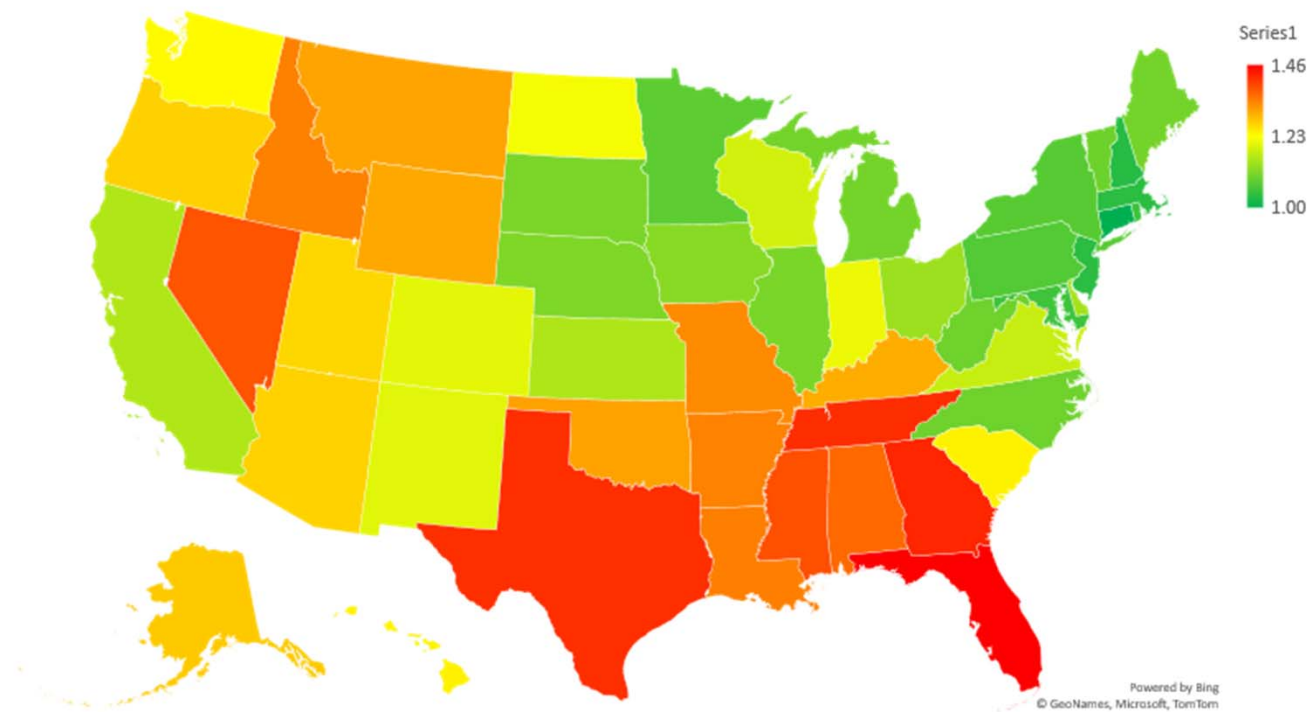 Series1
1.46
1.23
1.00
Powered by Bing
© GeoNames, Microsoft, TomTom